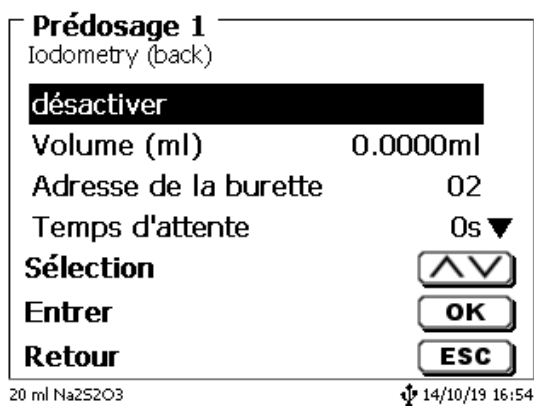 Prédosage 1
Iodometry (back)
désactiver
Volume (ml) 0.0000ml
Adresse de la burette 02
Temps d'attente 0s
Sélection
Entrer OK
Retour ESC
20 ml Na2S2O3 14/10/19 16:54